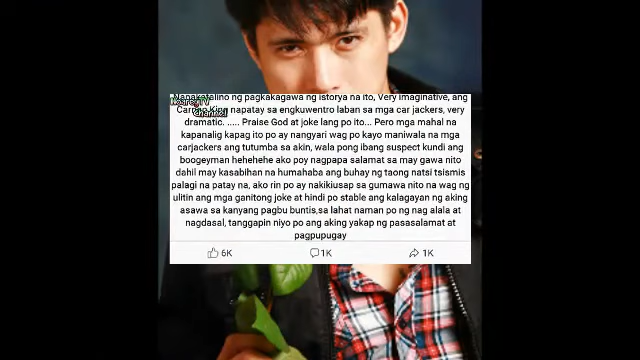 Napakatalino ng pagkakagawa ng istorya na ito, Very imaginative, ang
Carnap King napatay sa engkuwentro laban sa mga car jackers, very
dramatic. ..... Praise God at joke lang po ito... Pero mga mahal na
kapanalig kapag ito po ay nangyari wag po kayo maniwala na mga
carjackers ang tutumba sa akin, wala pong ibang suspect kundi ang
boogeyman hehehehe ako poy nagpapa salamat sa may gawa nito
dahil may kasabihan na humahaba ang buhay ng taong natsi tsismis
palagi na patay na, ako rin po ay nakikiusap sa gumawa nito na wag ng
ulitin ang mga ganitong joke at hindi po stable ang kalagayan ng aking
asawa sa kanyang pagbu buntis,sa lahat naman po ng nag alala at
nagdasal, tanggapin niyo po ang aking yakap ng pasasalamat at
pagpupugay
6K
1K
1K
Channel